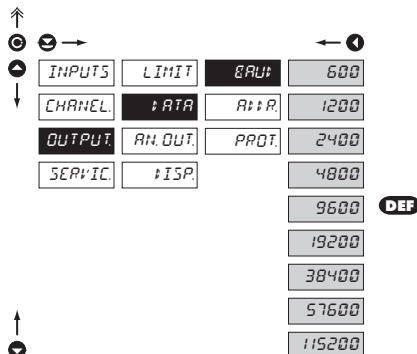 INPUTS LIMIT BAUD 600
CHANEL. DATA ADDR. 1200
OUTPUT. AN. OUT. PROT. 2400
SERVIC. DISP. 4800
9600 DEF
19200
38400
57600
115200